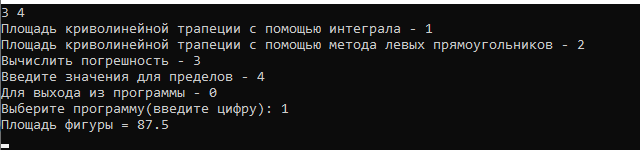 3 4
Площадь криволинейной трапеции с помощью интеграла - 1
Площадь криволинейной трапеции с помощью метода левых прямоугольников - 2
Вычислить погрешность - 3
Введите значения для пределов - 4
Для выхода из программы - 0
Выберите программу(введите цифру): 1
Площадь фигуры = 87.5